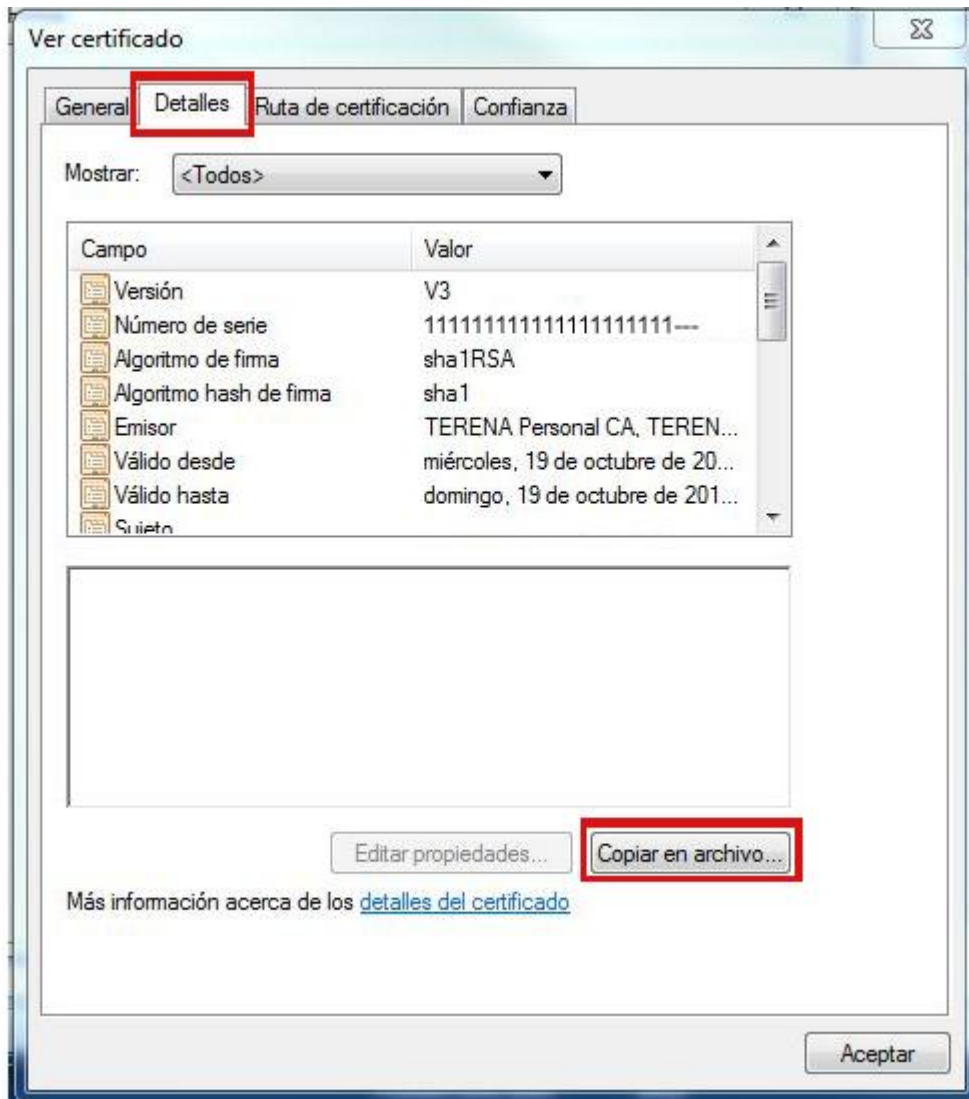 Ver certificado
General Detalles Ruta de certificación Confianza
Mostrar: <Todos>
Campo Valor
Versión V3
Número de serie 1111111111111111111111---
Algoritmo de firma sha1RSA
Algoritmo hash de firma sha1
Emisor TERENA Personal CA, TEREN...
Válido desde miércoles, 19 de octubre de 20...
Válido hasta domingo, 19 de octubre de 201...
Sujeto
Editar propiedades... Copiar en archivo...
Más información acerca de los detalles del certificado
Aceptar